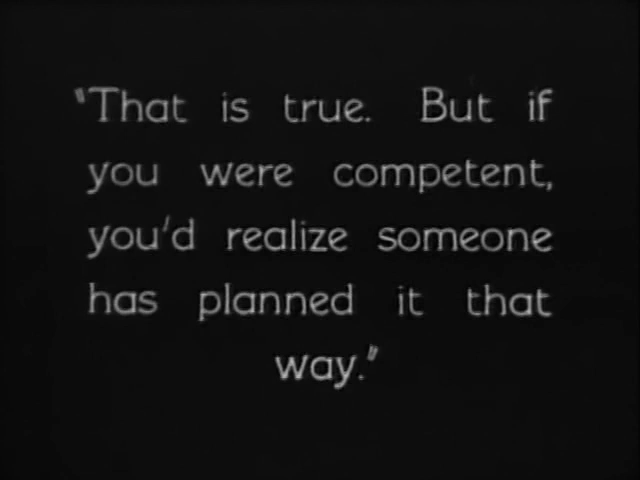 "That is true. But if
you were competent,
you'd realize someone
has planned it that
way."